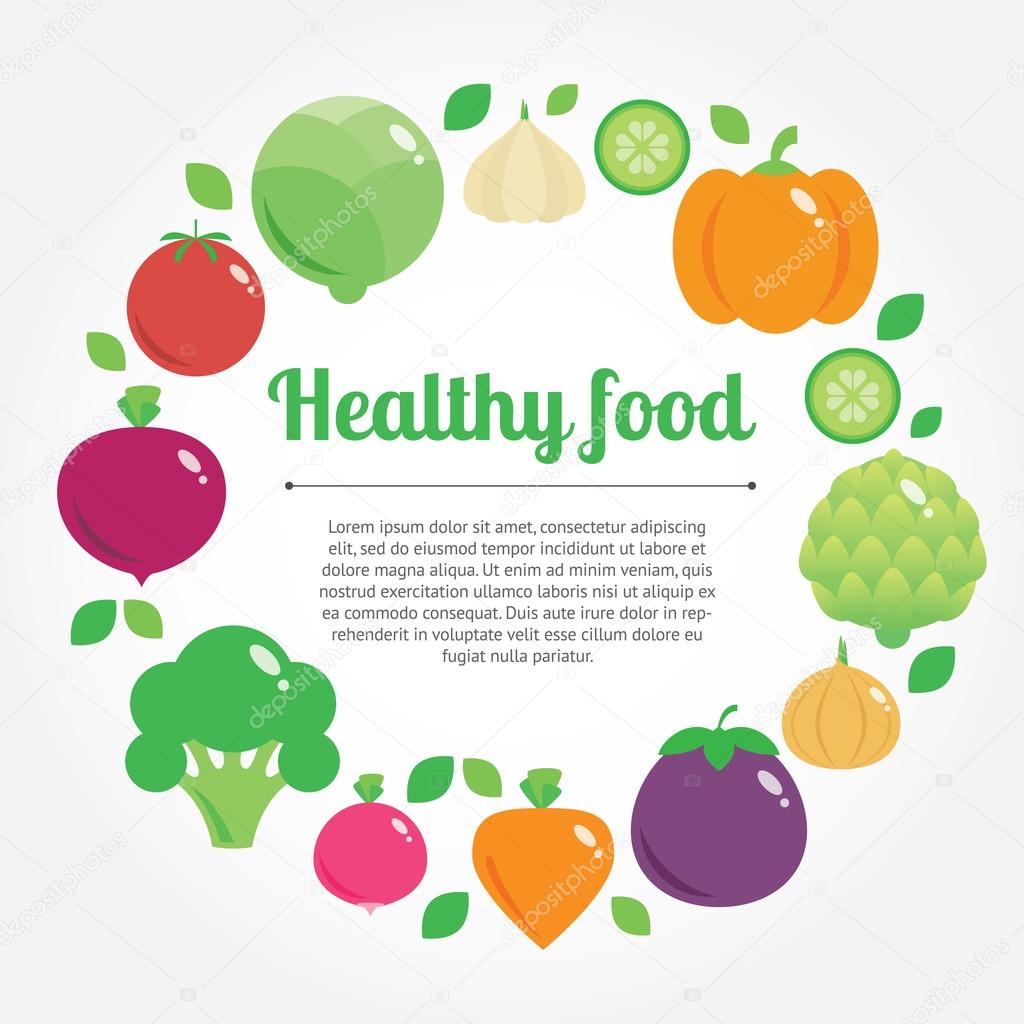 Healthy food
Lorem ipsum dolor sit amet, consectetur adipiscing
elit, sed do eiusmod tempor incididunt ut labore et
dolore magna aliqua. Ut enim ad minim veniam, quis
nostrud exercitation ullamco laboris nisi ut aliquip ex
ea commodo consequat. Duis aute irure dolor in rep-
rehenderit in voluptate velit esse cillum dolore eu
fugiat nulla pariatur.
depositphotos